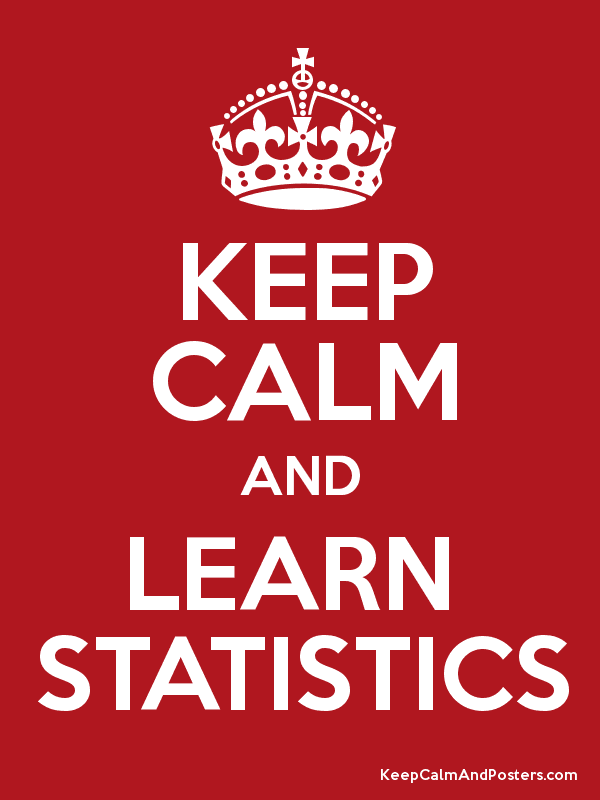 KEEP
CALM
AND
LEARN
STATISTICS
KeepCalmAndPosters.com